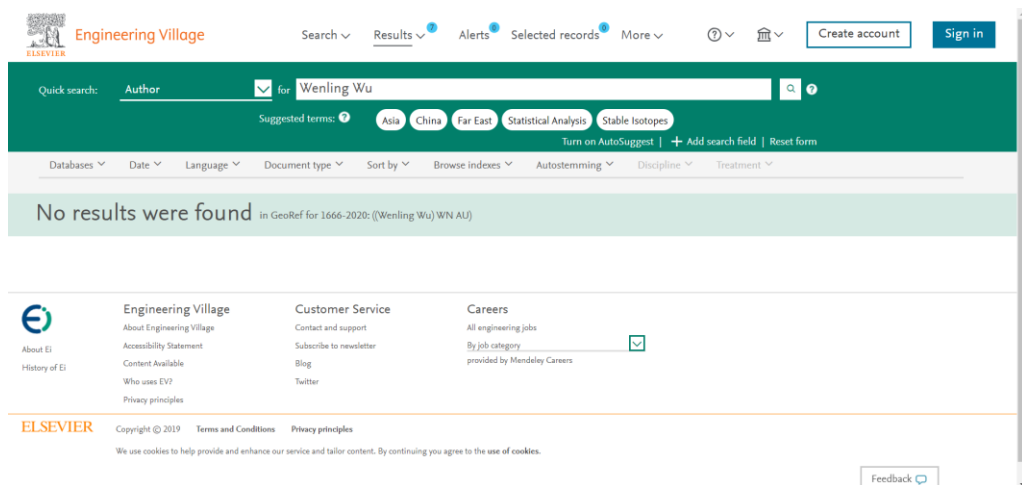 Engineering Village
ELSEVIER
Search
Results 7
Alerts
Selected records 0
More
Create account
Sign in
Quick search: Author for Wenling Wu
Suggested terms: Asia China Far East Statistical Analysis Stable Isotopes
Turn on AutoSuggest | + Add search field | Reset form
Databases Date Language Document type Sort by Browse indexes Autostemming Discipline Treatment
No results were found in GeoRef for 1666-2020: ((Wenling Wu) WN AU)
About Ei
History of Ei
Engineering Village
About Engineering Village
Accessibility Statement
Content Available
Who uses EV?
Privacy principles
Customer Service
Contact and support
Subscribe to newsletter
Blog
Twitter
Careers
All engineering jobs
By job category
provided by Mendeley Careers
ELSEVIER
Copyright © 2019 Terms and Conditions Privacy principles
We use cookies to help provide and enhance our service and tailor content. By continuing you agree to the use of cookies.
Feedback